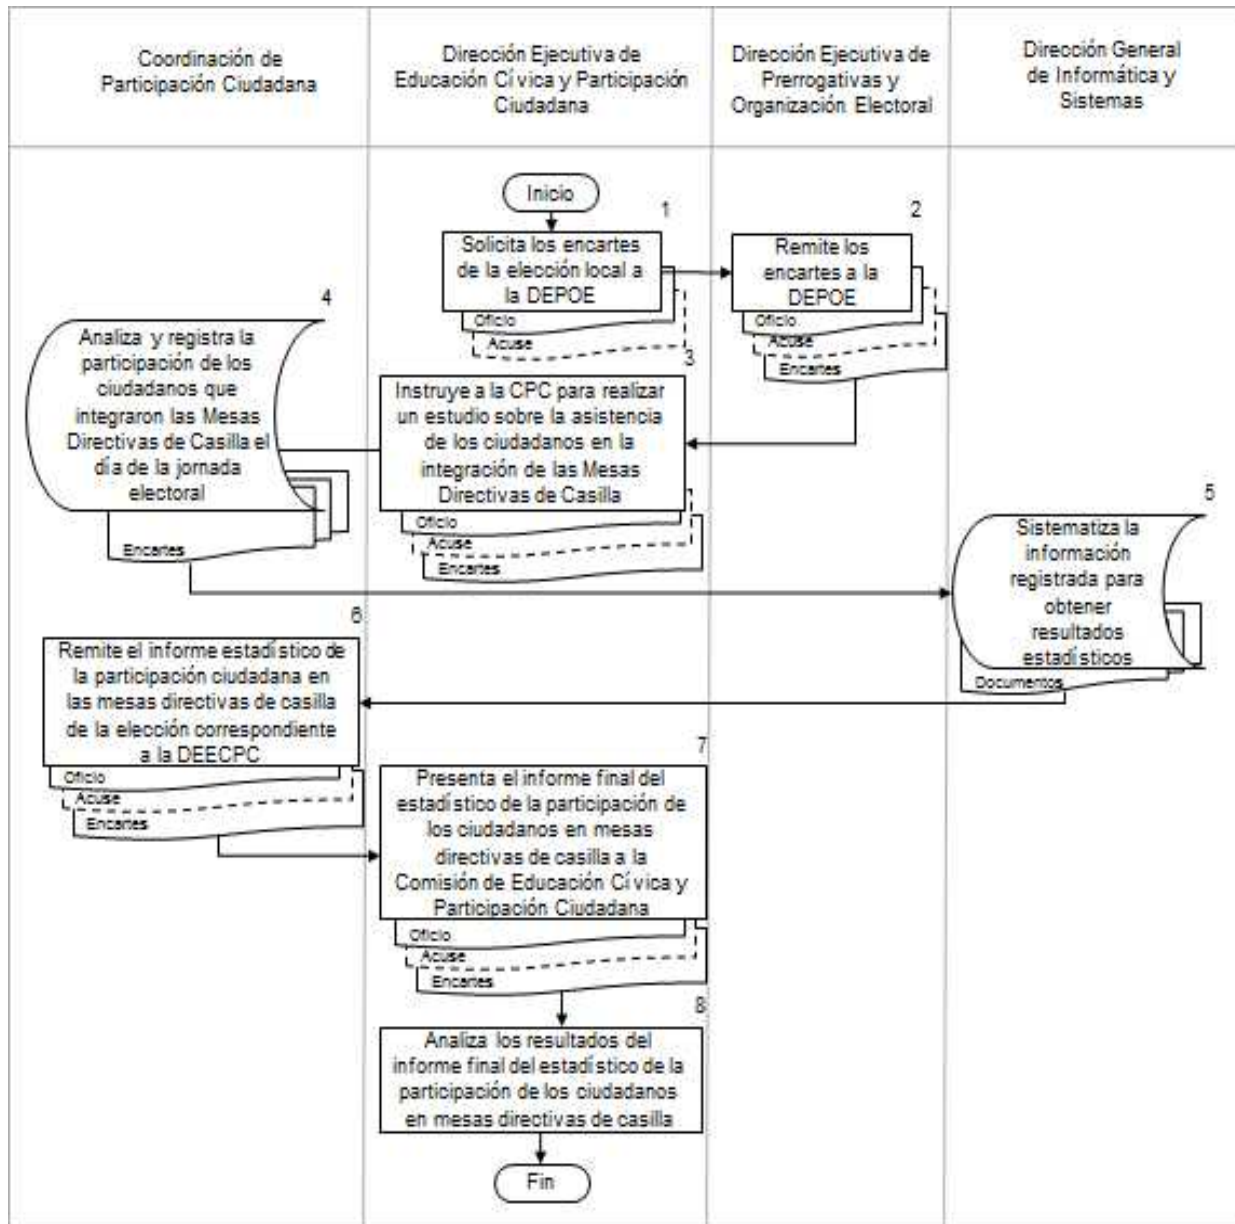 Coordinación de
Participación Ciudadana
Dirección Ejecutiva de
Educación Cívica y Participación
Ciudadana
Dirección Ejecutiva de
Prerrogativas y
Organización Electoral
Dirección General
de Informática y
Sistemas
Inicio
1
Solicita los encartes
de la elección local a
la DEPOE
Oficio
Acuse
2
Remite los
encartes a la
DEPOE
Oficio
Acuse
Encartes
3
Instruye a la CPC para realizar
un estudio sobre la asistencia
de los ciudadanos en la
integración de las Mesas
Directivas de Casilla
Oficio
Acuse
Encartes
4
Analiza y registra la
participación de los
ciudadanos que
integraron las Mesas
Directivas de Casilla el
día de la jornada
electoral
Encartes
5
Sistematiza la
información
registrada para
obtener
resultados
estadísticos
Documentos
6
Remite el informe estadístico de
la participación ciudadana en
las mesas directivas de casilla
de la elección correspondiente
a la DEECPC
Oficio
Acuse
Encartes
7
Presenta el informe final del
estadístico de la participación de
los ciudadanos en mesas
directivas de casilla a la
Comisión de Educación Cívica y
Participación Ciudadana
Oficio
Acuse
Encartes
8
Analiza los resultados del
informe final del estadístico de la
participación de los ciudadanos
en mesas directivas de casilla
Fin